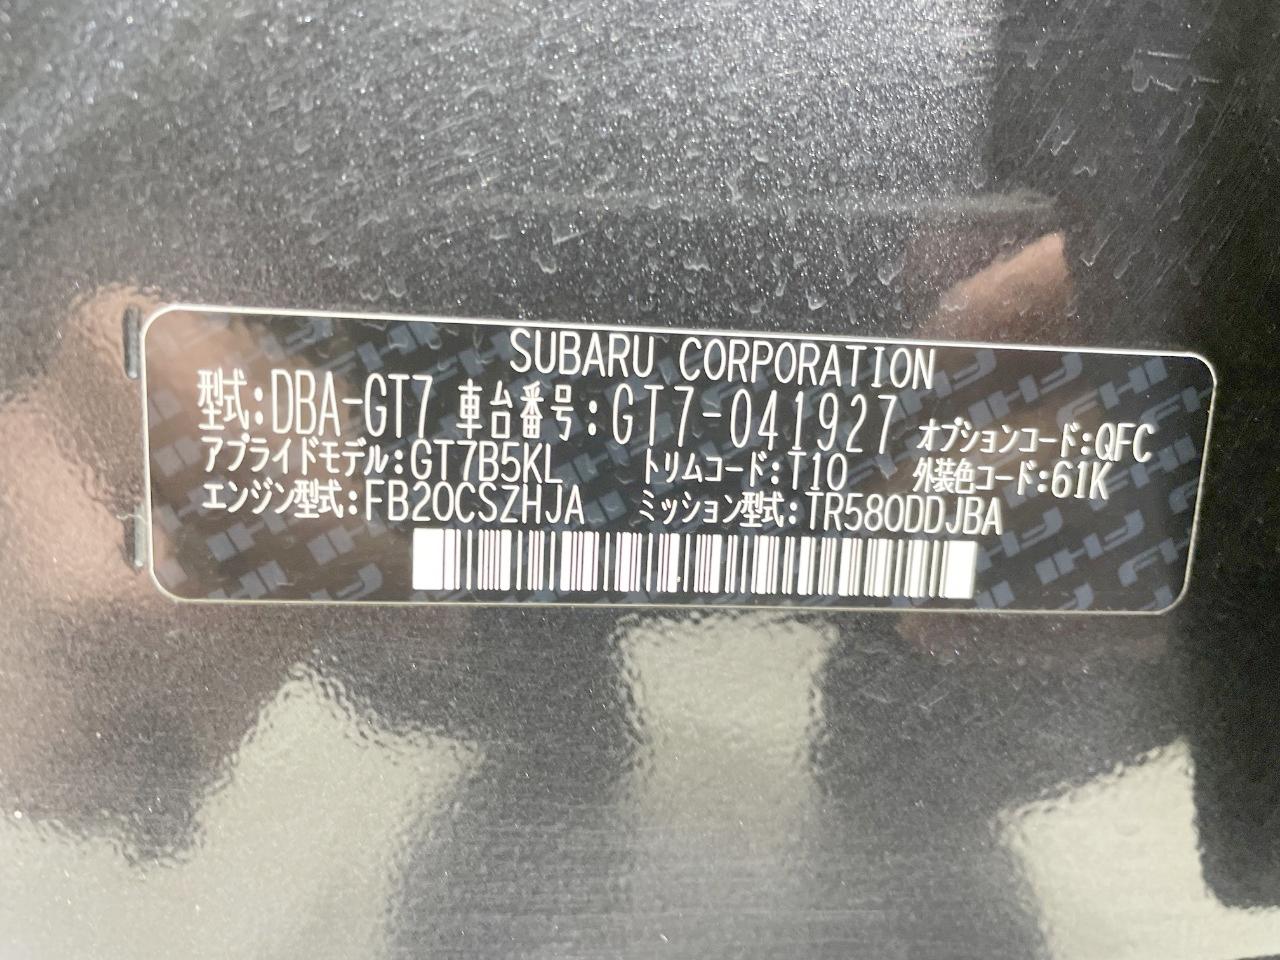 SUBARU CORPORATION
型式:DBA-GT7 車台番号:GT7-041927 オプションコード:QFC
アプライドモデル:GT7B5KL トリムコード:T10 外装色コード:61K
エンジン型式:FB20CSZHJA ミッション型式:TR580DDJBA